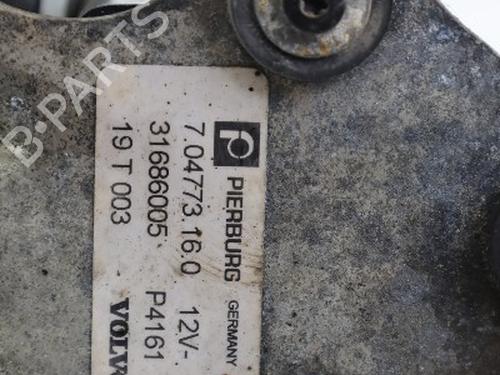 PIERBURG GERMANY
7.04773.16.0 12V-
31686005 P4161
19 T 003 VOLV
B-PARTS